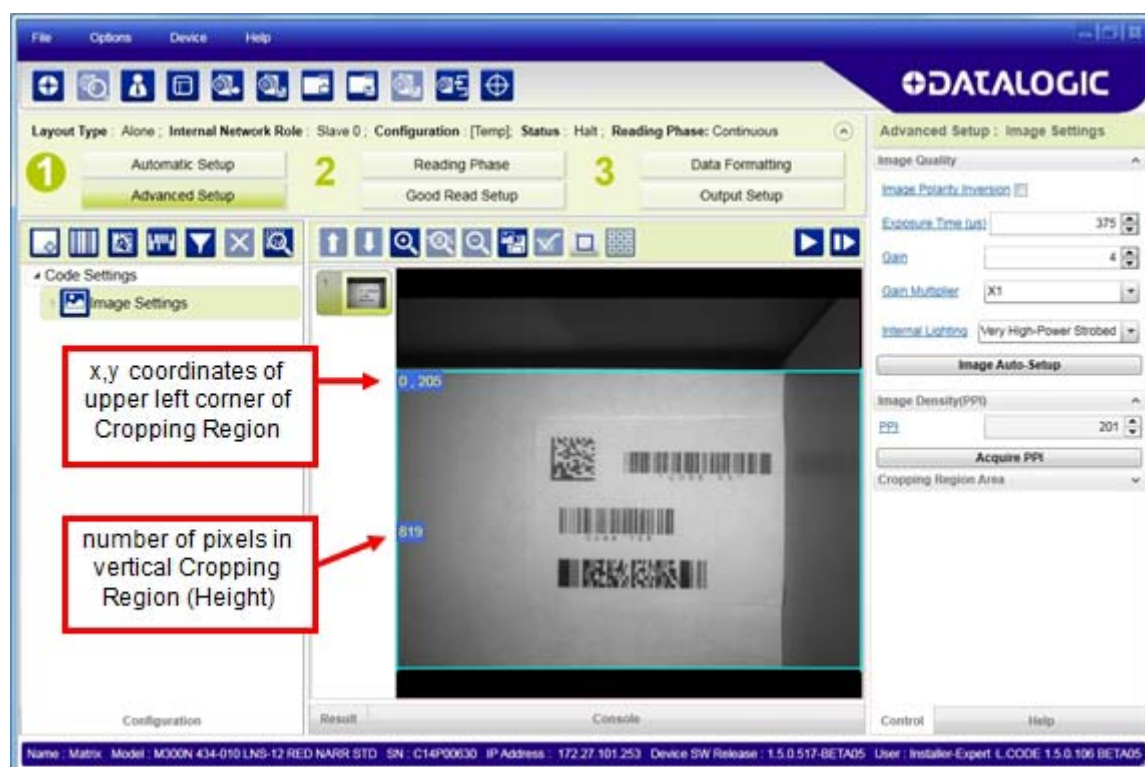 File Options Device Help
DATALOGIC
Layout Type : Alone ; Internal Network Role : Slave 0 ; Configuration : [Temp]; Status : Halt ; Reading Phase: Continuous
Advanced Setup : Image Settings
1 Automatic Setup 2 Reading Phase 3 Data Formatting
Advanced Setup Good Read Setup Output Setup
Image Quality
Image Polarity Inversion
Exposure Time (us) 375
Gain 4
Gain Multiplier X1
Internal Lighting Very High-Power Strobed
Image Auto-Setup
Image Density(PPI)
PPI 201
Acquire PPI
Cropping Region Area
Code Settings
Image Settings
1
x,y coordinates of
upper left corner of
Cropping Region
0 , 205
number of pixels in
vertical Cropping
Region (Height)
819
Configuration Result Console Control Help
Name : Matrix Model : M300N 434-010 LNS-12 RED NARR STD SN : C14P00630 IP Address : 172.27.101.253 Device SW Release : 1.5.0.517-BETA05 User : Installer-Expert L.CODE 1.5.0.106 BETA05